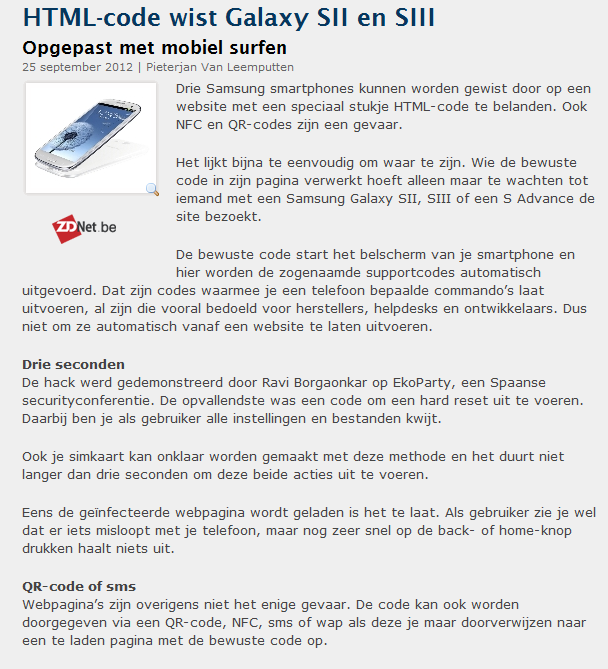 HTML-code wist Galaxy SII en SIII
Opgepast met mobiel surfen
25 september 2012 | Pieterjan Van Leemputten
Drie Samsung smartphones kunnen worden gewist door op een
website met een speciaal stukje HTML-code te belanden. Ook
NFC en QR-codes zijn een gevaar.
Het lijkt bijna te eenvoudig om waar te zijn. Wie de bewuste
code in zijn pagina verwerkt hoeft alleen maar te wachten tot
iemand met een Samsung Galaxy SII, SIII of een S Advance de
site bezoekt.
ZDNet.be
De bewuste code start het belscherm van je smartphone en
hier worden de zogenaamde supportcodes automatisch
uitgevoerd. Dat zijn codes waarmee je een telefoon bepaalde commando's laat
uitvoeren, al zijn die vooral bedoeld voor herstellers, helpdesks en ontwikkelaars. Dus
niet om ze automatisch vanaf een website te laten uitvoeren.
Drie seconden
De hack werd gedemonstreerd door Ravi Borgaonkar op EkoParty, een Spaanse
securityconferentie. De opvallendste was een code om een hard reset uit te voeren.
Daarbij ben je als gebruiker alle instellingen en bestanden kwijt.
Ook je simkaart kan onklaar worden gemaakt met deze methode en het duurt niet
langer dan drie seconden om deze beide acties uit te voeren.
Eens de geïnfecteerde webpagina wordt geladen is het te laat. Als gebruiker zie je wel
dat er iets misloopt met je telefoon, maar nog zeer snel op de back- of home-knop
drukken haalt niets uit.
QR-code of sms
Webpagina's zijn overigens niet het enige gevaar. De code kan ook worden
doorgegeven via een QR-code, NFC, sms of wap als deze je maar doorverwijzen naar
een te laden pagina met de bewuste code op.